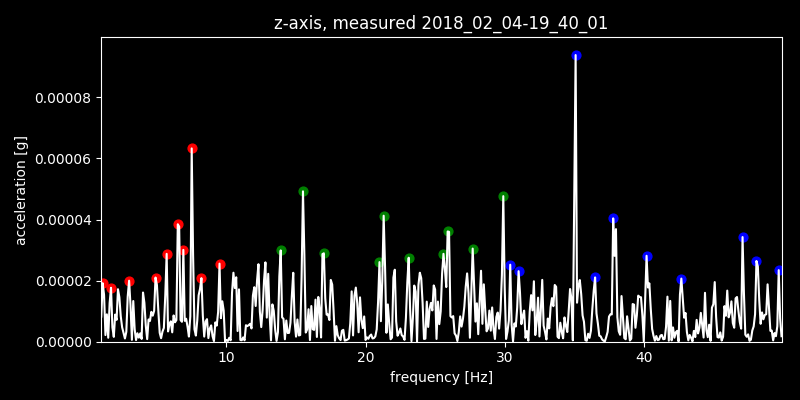 z-axis, measured 2018_02_04-19_40_01
0.00008
0.00006
0.00004
0.00002
0.00000
acceleration [g]
10 20 30 40
frequency [Hz]